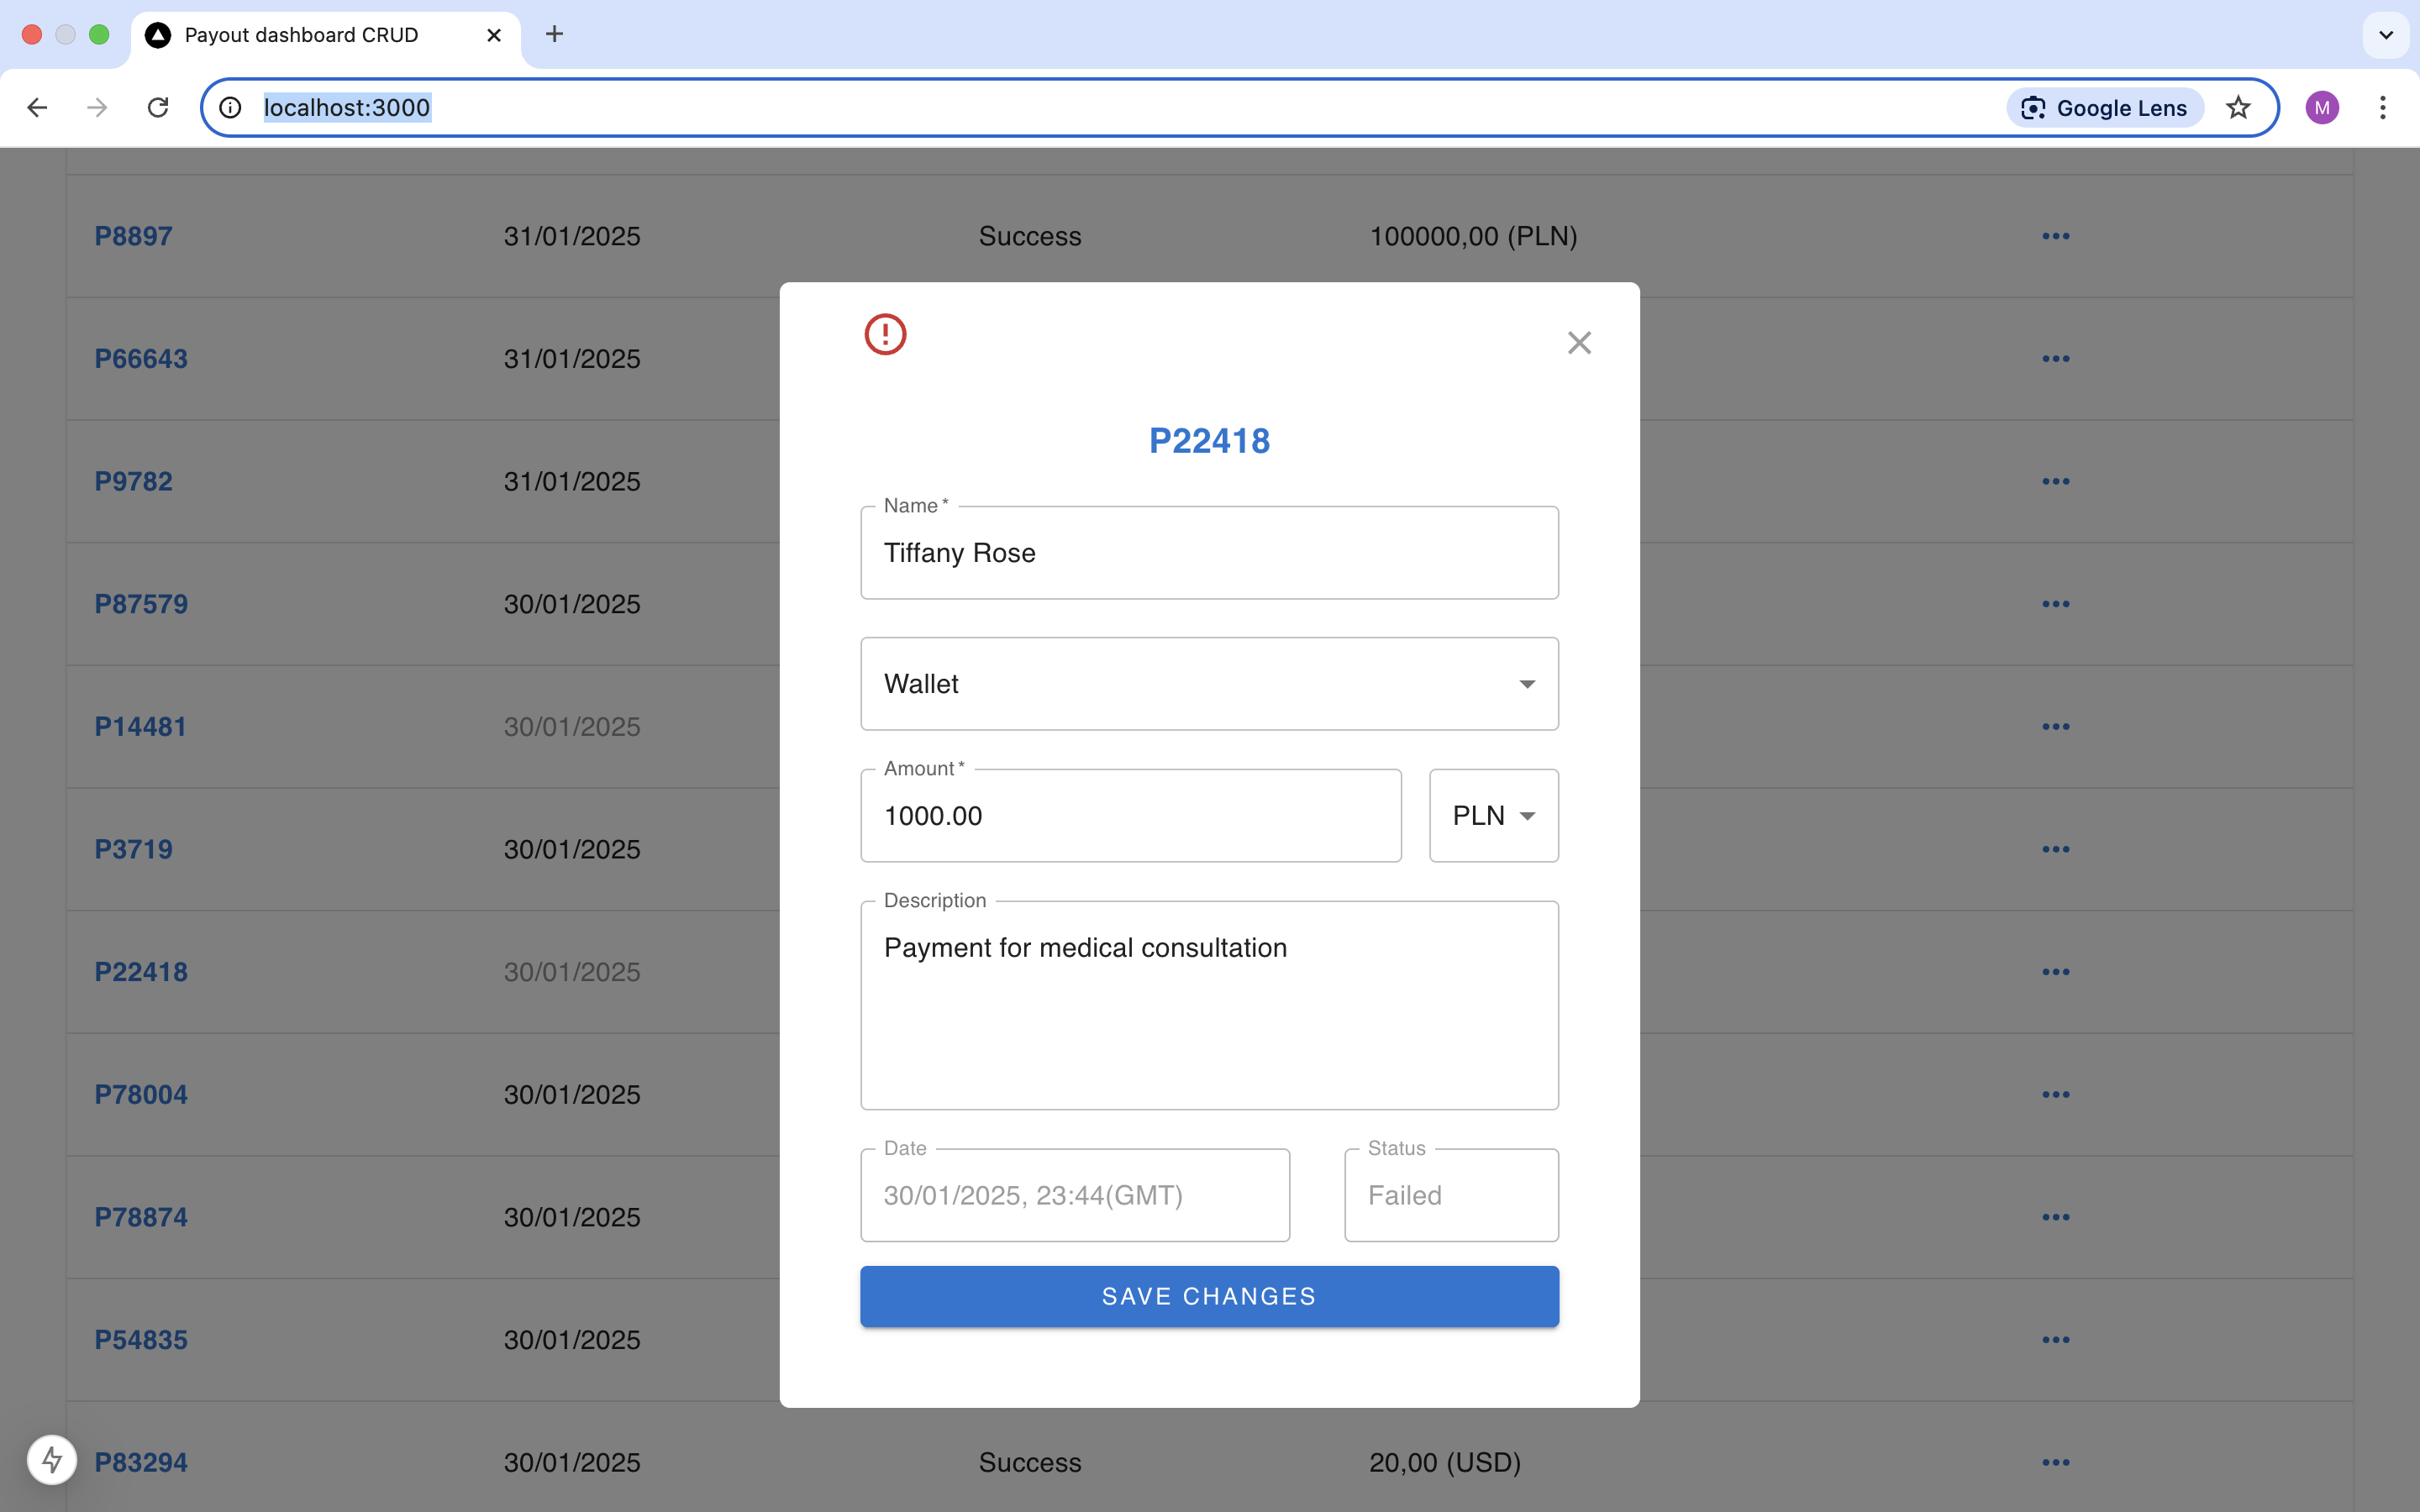 Payout dashboard CRUD
localhost:3000
Google Lens
M
P8897 31/01/2025 Success 100000,00 (PLN)
P66643 31/01/2025
P9782 31/01/2025
P87579 30/01/2025
P14481 30/01/2025
P3719 30/01/2025
P22418 30/01/2025
P78004 30/01/2025
P78874 30/01/2025
P54835 30/01/2025
P83294 30/01/2025 Success 20,00 (USD)
P22418
Name *
Tiffany Rose
Wallet
Amount *
1000.00 PLN
Description
Payment for medical consultation
Date Status
30/01/2025, 23:44(GMT) Failed
SAVE CHANGES